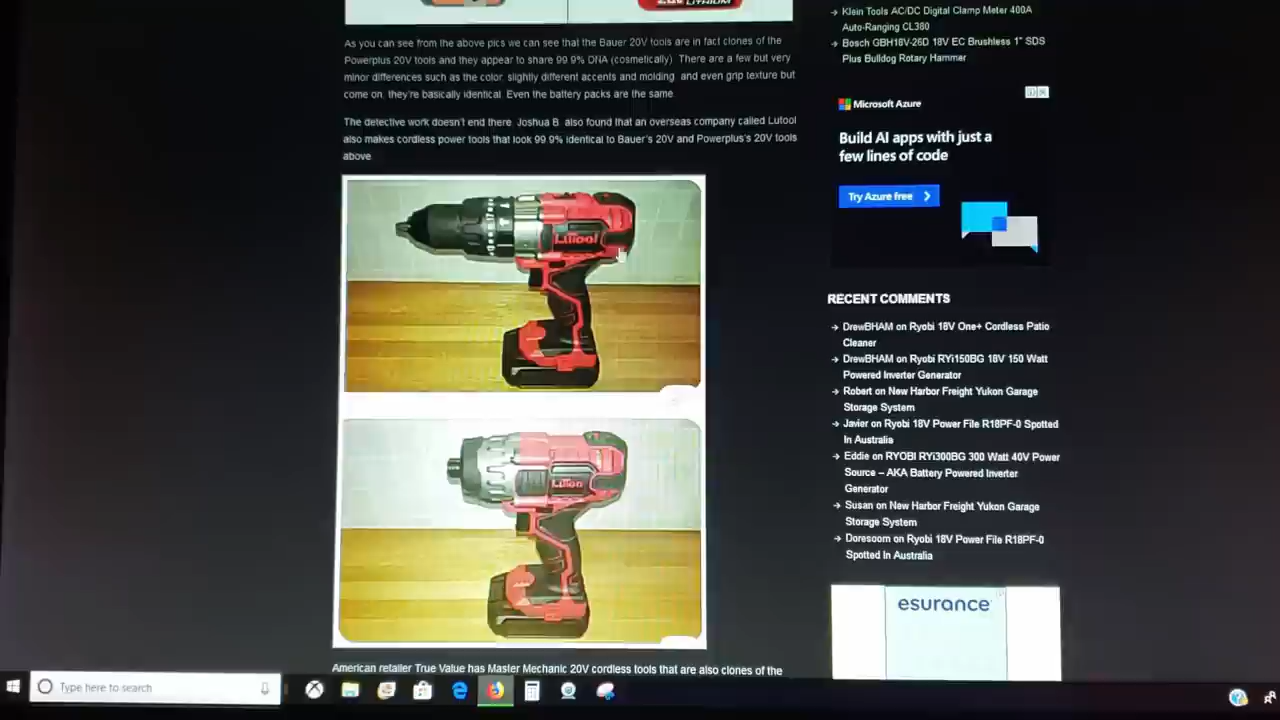 LITHIUM
As you can see from the above pics we can see that the Bauer 20V tools are in fact clones of the
Powerplus 20V tools and they appear to share 99.9% DNA (cosmetically). There are a few but very
minor differences such as the color, slightly different accents and molding, and even grip texture but
come on, they're basically identical. Even the battery packs are the same.
The detective work doesn't end there. Joshua B. also found that an overseas company called Lutool
also makes cordless power tools that look 99.9% identical to Bauer's 20V and Powerplus's 20V tools
above.
LUTool
LUTool
American retailer True Value has Master Mechanic 20V cordless tools that are also clones of the
Klein Tools AC/DC Digital Clamp Meter 400A
Auto-Ranging CL380
Bosch GBH18V-26D 18V EC Brushless 1" SDS
Plus Bulldog Rotary Hammer
Microsoft Azure
Build AI apps with just a
few lines of code
Try Azure free
RECENT COMMENTS
DrewBHAM on Ryobi 18V One+ Cordless Patio
Cleaner
DrewBHAM on Ryobi RYi150BG 18V 150 Watt
Powered Inverter Generator
Robert on New Harbor Freight Yukon Garage
Storage System
Javier on Ryobi 18V Power File R18PF-0 Spotted
In Australia
Eddie on RYOBI RYi300BG 300 Watt 40V Power
Source – AKA Battery Powered Inverter
Generator
Susan on New Harbor Freight Yukon Garage
Storage System
Doresoom on Ryobi 18V Power File R18PF-0
Spotted In Australia
esurance
Type here to search